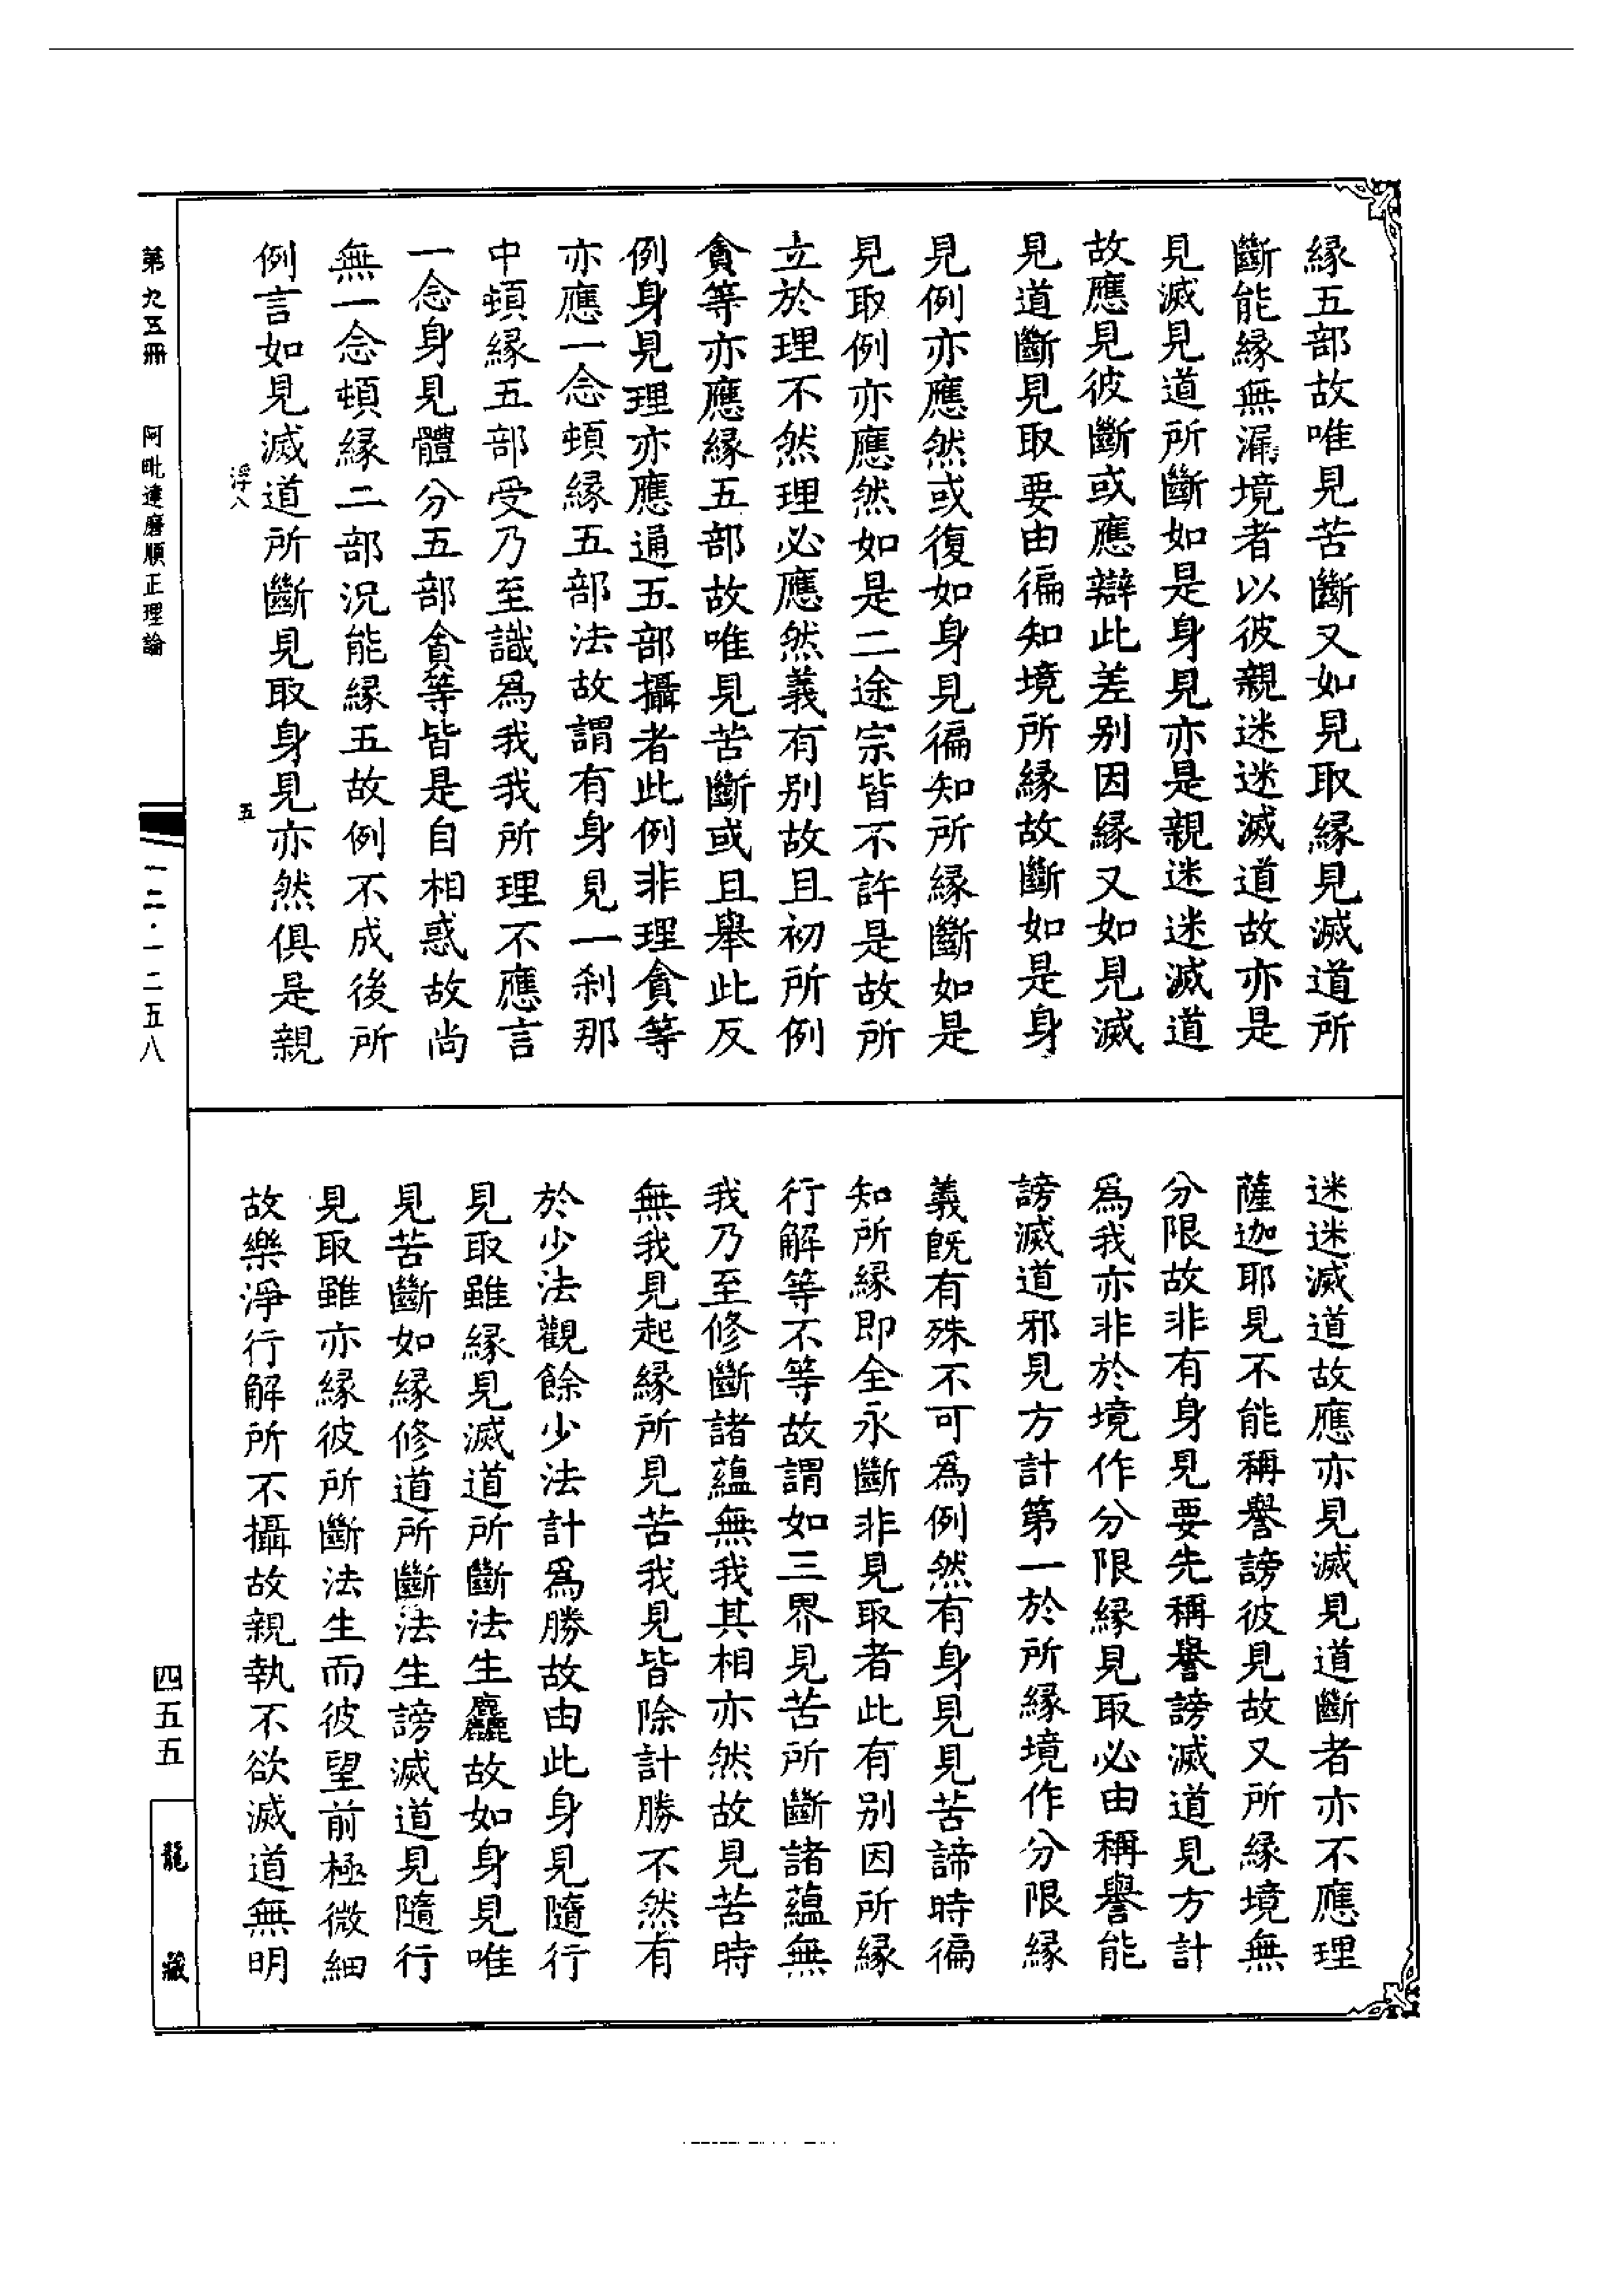 緣五部故唯見苦斷又如見取緣見滅道所
斷能緣無漏境者以彼親迷迷滅道故亦是
見滅見道所斷如是身見亦是親迷迷滅道
故應見彼斷或應辯此差別因緣又如見滅
見道斷見取要由徧知境所緣故斷如是身
見例亦應然或復如身見徧知所緣斷如是
見取例亦應然如是二途宗皆不許是故所
立於理不然理必應然義有別故且初所例
貪等亦應緣五部故唯見苦斷或且舉此反
例身見理亦應通五部攝者此例非理貪等
亦應一念頓緣五部法故謂有身見一剎那
中頓緣五部受乃至識爲我我所理不應言
一念身見體分五部貪等皆是自相惑故尚
無一念頓緣二部況能緣五故例不成後所
例言如見滅道所斷見取身見亦然俱是親
浮八
五
迷迷滅道故應亦見滅見道斷者亦不應理
薩迦耶見不能稱譽謗彼見故又所緣境無
分限故非有身見要先稱譽謗滅道見方計
爲我亦非於境作分限緣見取必由稱譽能
謗滅道邪見方計第一於所緣境作分限緣
義旣有殊不可爲例然有身見見苦諦時徧
知所緣即全永斷非見取者此有別因所緣
行解等不等故謂如三界見苦所斷諸蘊無
我乃至修斷諸蘊無我其相亦然故見苦時
無我見起緣所見苦我見皆除計勝不然有
於少法觀餘少法計爲勝故由此身見隨行
見取雖緣見滅道所斷法生麤故如身見唯
見苦斷如緣修道所斷法生謗滅道見隨行
見取雖亦緣彼所斷法生而彼望前極微細
故樂淨行解所不攝故親執不欲滅道無明
第九五冊
阿毗達磨順正理論
一二·一二五八
四五五
龍藏